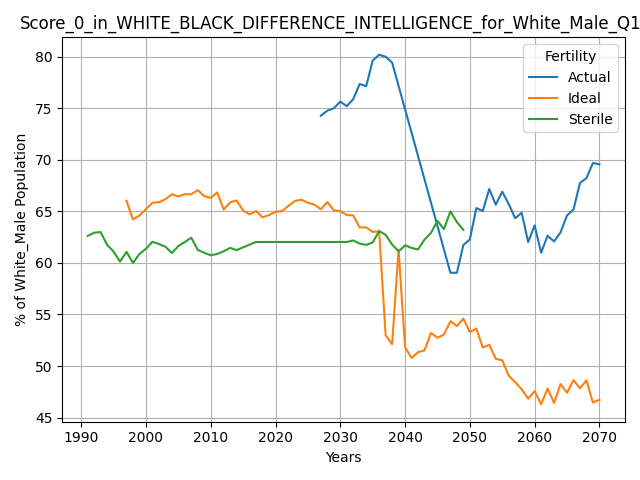 Score_0_in_WHITE_BLACK_DIFFERENCE_INTELLIGENCE_for_White_Male_Q1
Fertility
Actual
Ideal
Sterile
% of White_Male Population
80
75
70
65
60
55
50
45
1990
2000
2010
2020
2030
2040
2050
2060
2070
Years